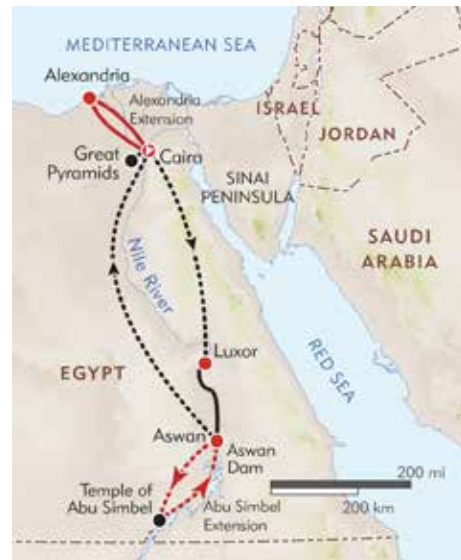 MEDITERRANEAN SEA
Alexandria
Alexandria
Extension
ISRAEL
JORDAN
Great
Pyramids
Caira
SINAI
PENINSULA
SAUDI
ARABIA
Nile River
Luxor
RED SEA
EGYPT
Aswan
Aswan
Dam
200 mi
Temple of
Abu Simbel
Abu Simbel
Extension
200 km